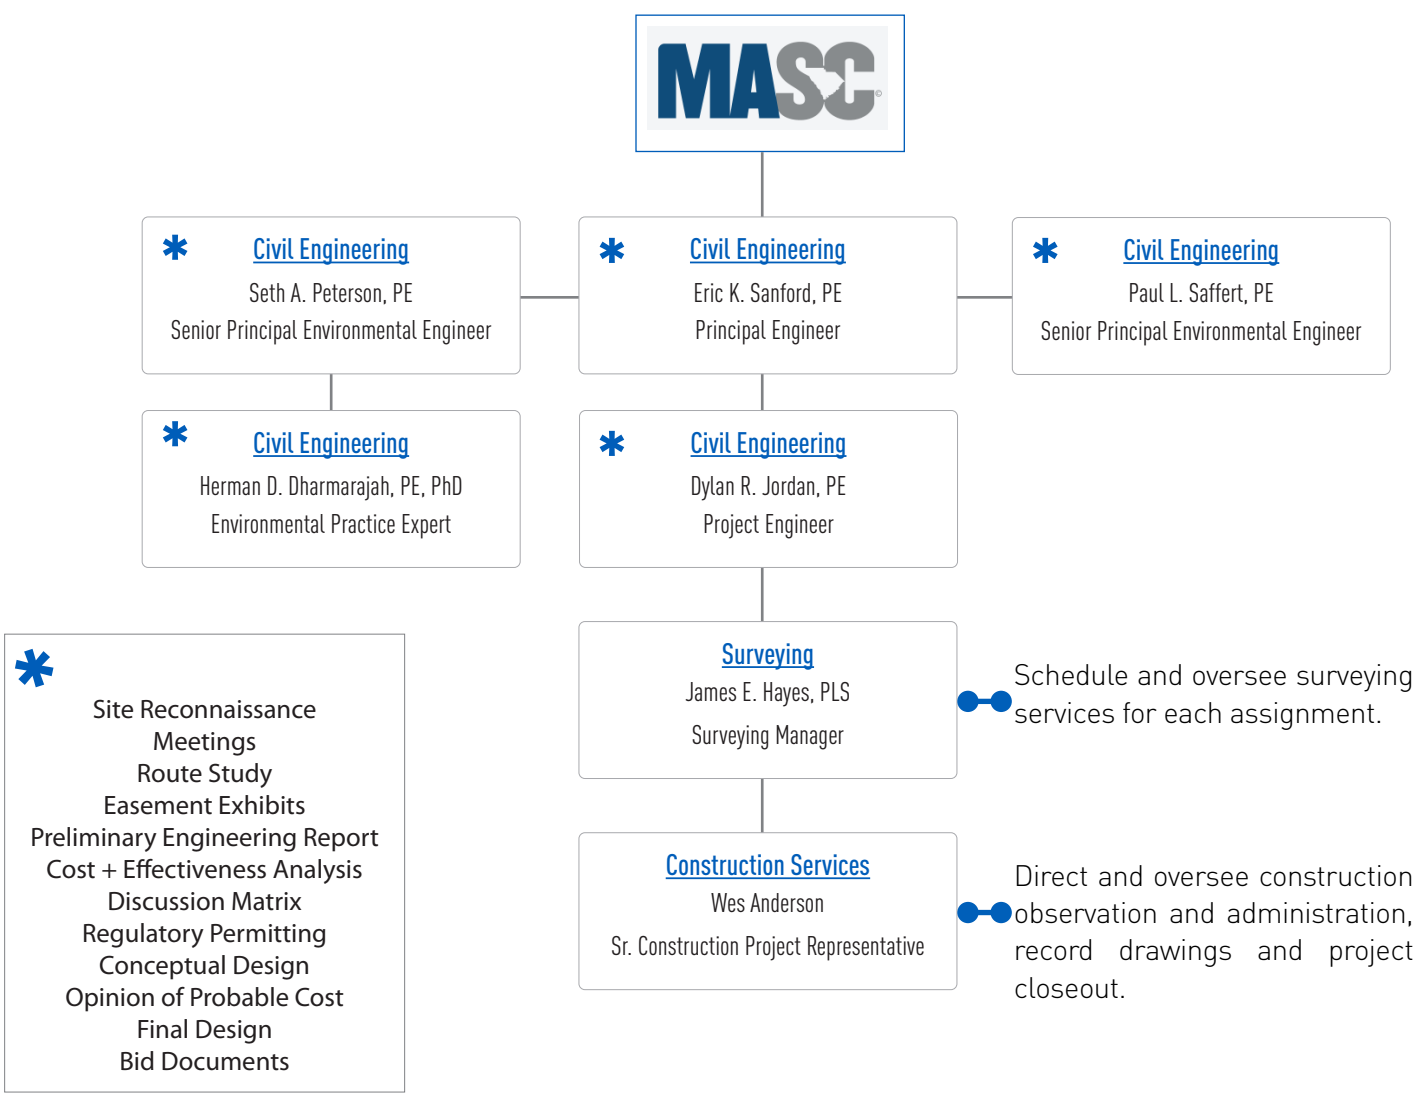 MASC
©
Civil Engineering
Seth A. Peterson, PE
Senior Principal Environmental Engineer
Civil Engineering
Eric K. Sanford, PE
Principal Engineer
Civil Engineering
Paul L. Saffert, PE
Senior Principal Environmental Engineer
Civil Engineering
Herman D. Dharmarajah, PE, PhD
Environmental Practice Expert
Civil Engineering
Dylan R. Jordan, PE
Project Engineer
Surveying
James E. Hayes, PLS
Surveying Manager
Schedule and oversee surveying
services for each assignment.
Construction Services
Wes Anderson
Sr. Construction Project Representative
Direct and oversee construction
observation and administration,
record drawings and project
closeout.
Site Reconnaissance
Meetings
Route Study
Easement Exhibits
Preliminary Engineering Report
Cost + Effectiveness Analysis
Discussion Matrix
Regulatory Permitting
Conceptual Design
Opinion of Probable Cost
Final Design
Bid Documents